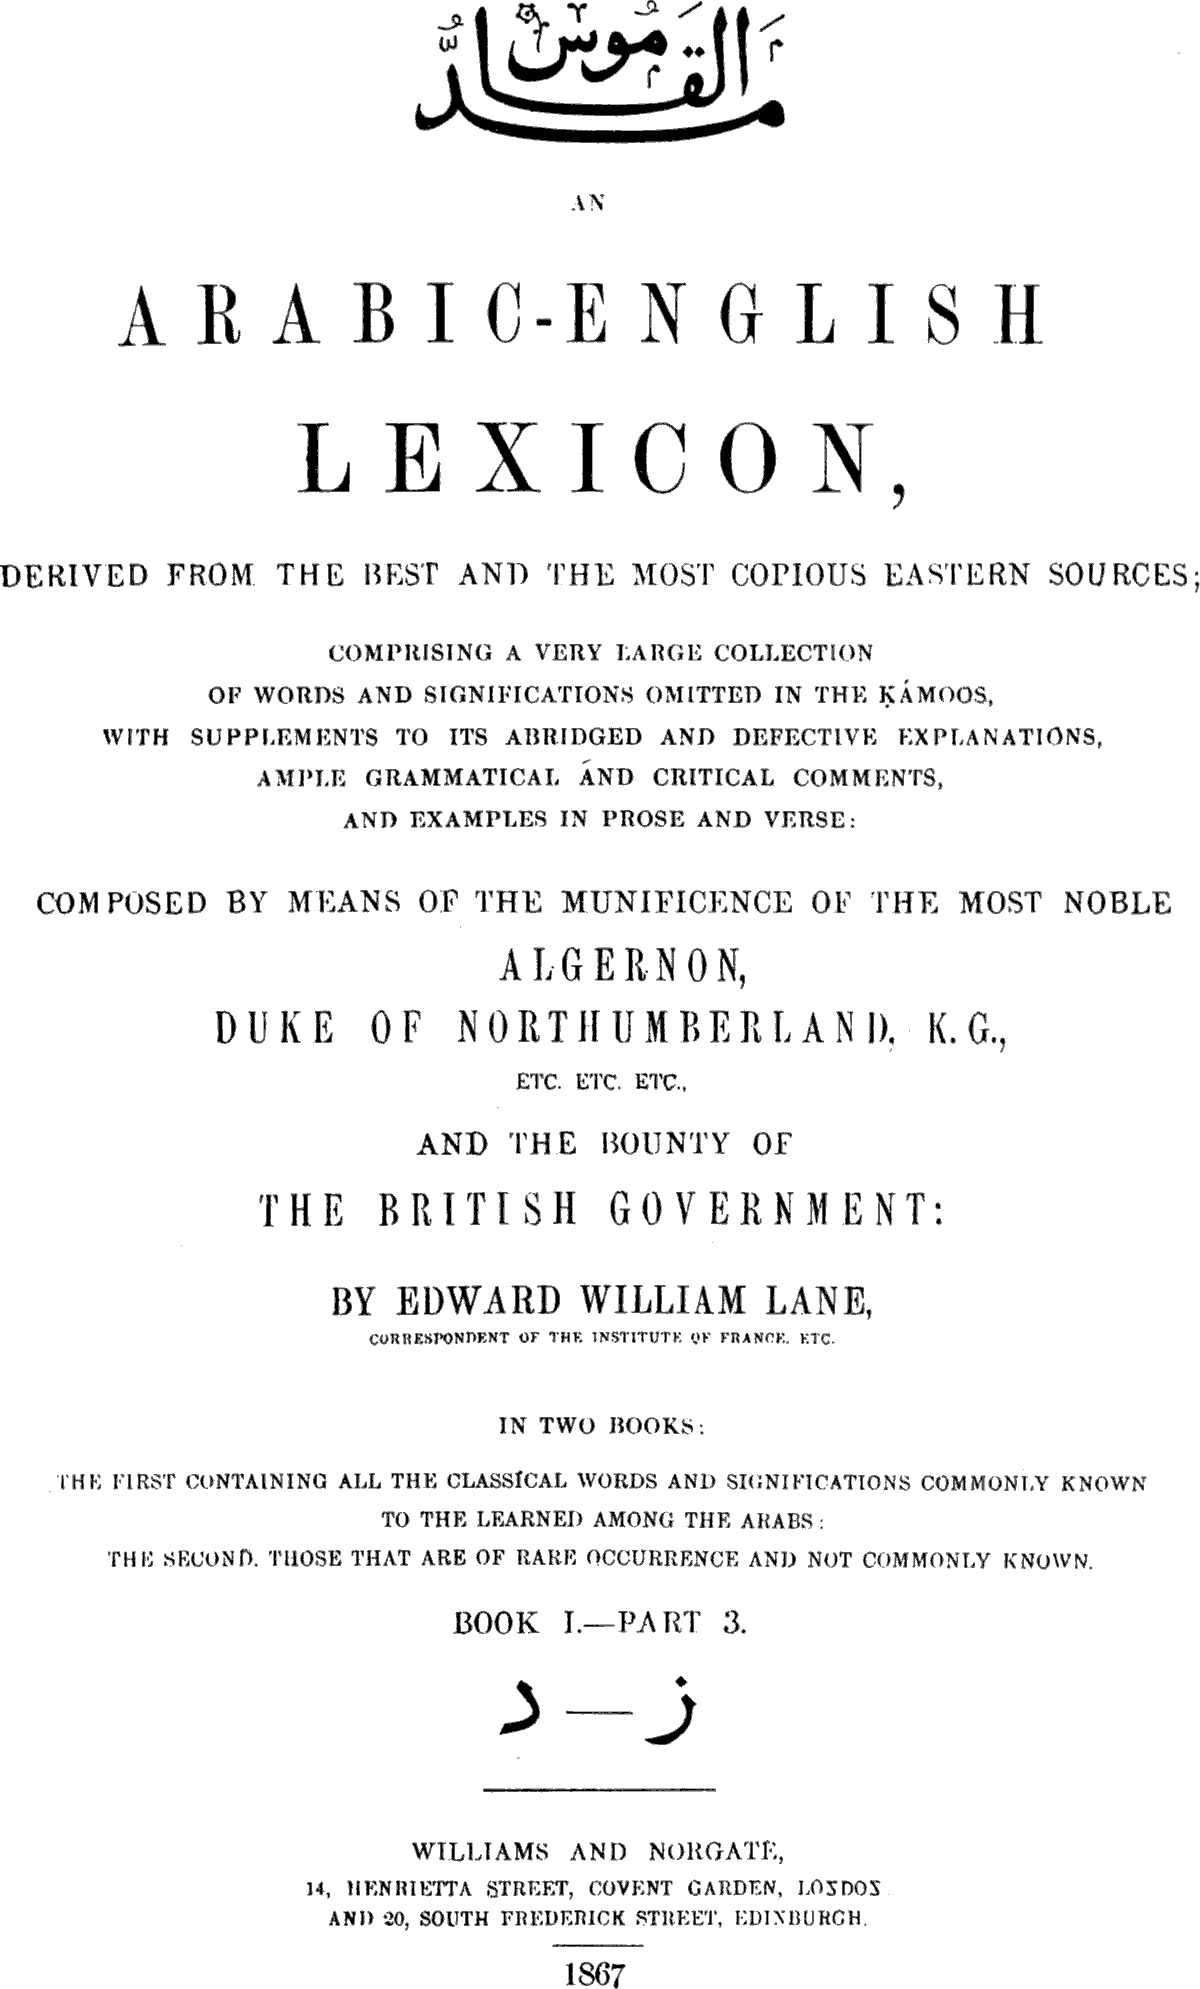 مد القاموس
AN
ARABIC-ENGLISH
LEXICON,
DERIVED FROM THE BEST AND THE MOST COPIOUS EASTERN SOURCES;
COMPRISING A VERY LARGE COLLECTION
OF WORDS AND SIGNIFICATIONS OMITTED IN THE ḲÁMOOS,
WITH SUPPLEMENTS TO ITS ABRIDGED AND DEFECTIVE EXPLANATIONS,
AMPLE GRAMMATICAL AND CRITICAL COMMENTS,
AND EXAMPLES IN PROSE AND VERSE:
COMPOSED BY MEANS OF THE MUNIFICENCE OF THE MOST NOBLE
ALGERNON,
DUKE OF NORTHUMBERLAND, K.G.,
ETC. ETC. ETC.,
AND THE BOUNTY OF
THE BRITISH GOVERNMENT:
BY EDWARD WILLIAM LANE,
CORRESPONDENT OF THE INSTITUTE OF FRANCE. ETC.
IN TWO BOOKS:
THE FIRST CONTAINING ALL THE CLASSICAL WORDS AND SIGNIFICATIONS COMMONLY KNOWN
TO THE LEARNED AMONG THE ARABS:
THE SECOND, THOSE THAT ARE OF RARE OCCURRENCE AND NOT COMMONLY KNOWN.
BOOK I.—PART 3.
ز — د
WILLIAMS AND NORGATE,
14, HENRIETTA STREET, COVENT GARDEN, LONDON
AND 20, SOUTH FREDERICK STREET, EDINBURGH.
1867